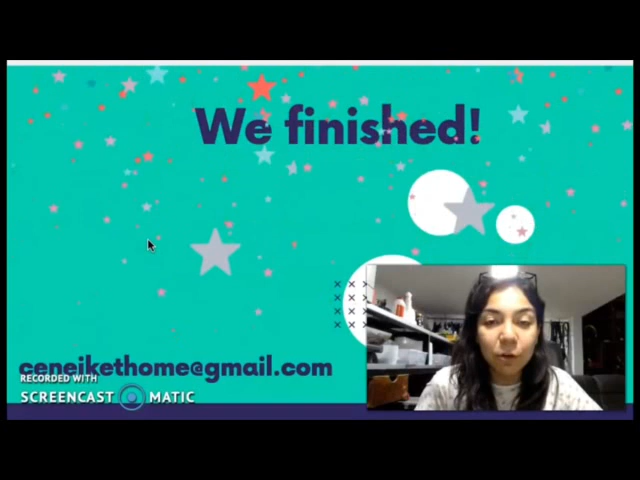 We finished!
ceneikethome@gmail.com
RECORDED WITH
SCREENCAST MATIC